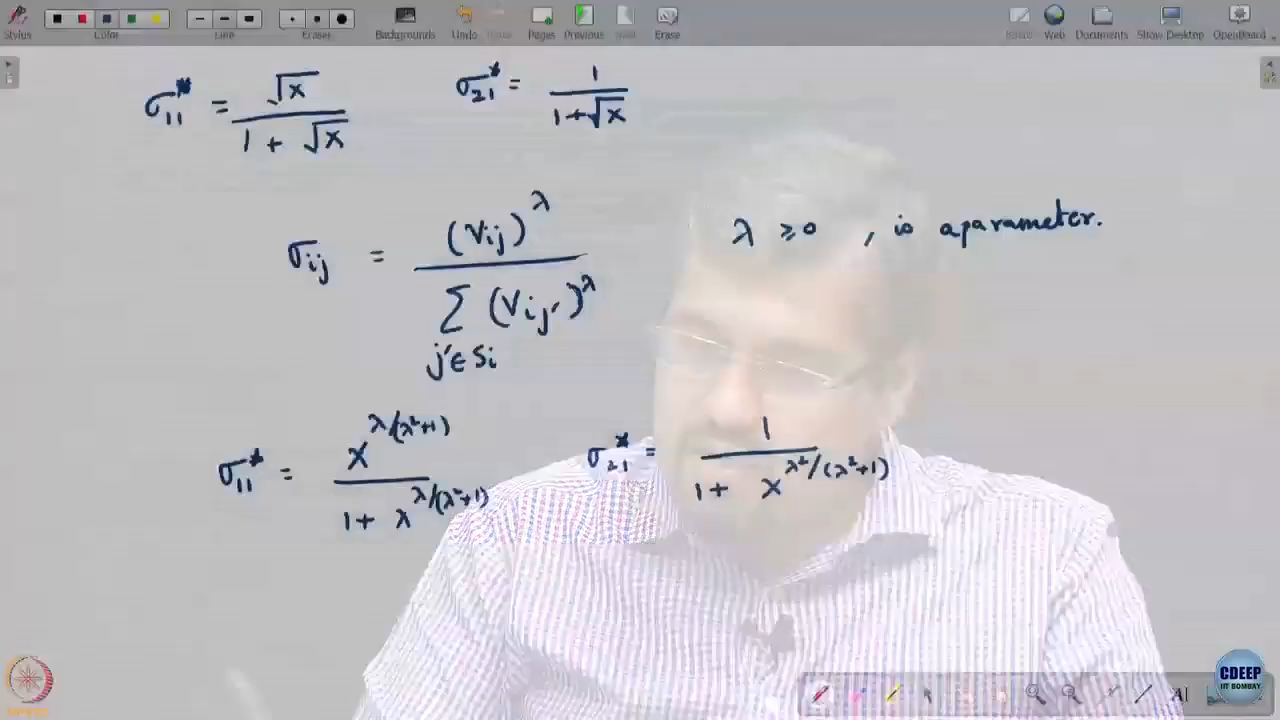 Stylus Color Line Eraser Backgrounds Undo Pages Previous Erase Web Documents Show Desktop OpenBoard
σ₁₁* = √x / (1 + √x)    σ₂₁* = 1 / (1+√x)
σᵢⱼ = (Vᵢⱼ)^λ / Σ_{j'∈Sᵢ} (Vᵢⱼ')^λ    λ ≥ 0 , is a parameter.
σ₁₁* = x^{λ/(λ²+1)} / (1 + λ^{λ/(λ²+1)})    σ₂₁* = 1 / (1 + x^{λ²/(λ²+1)})
CDEEP
IIT BOMBAY